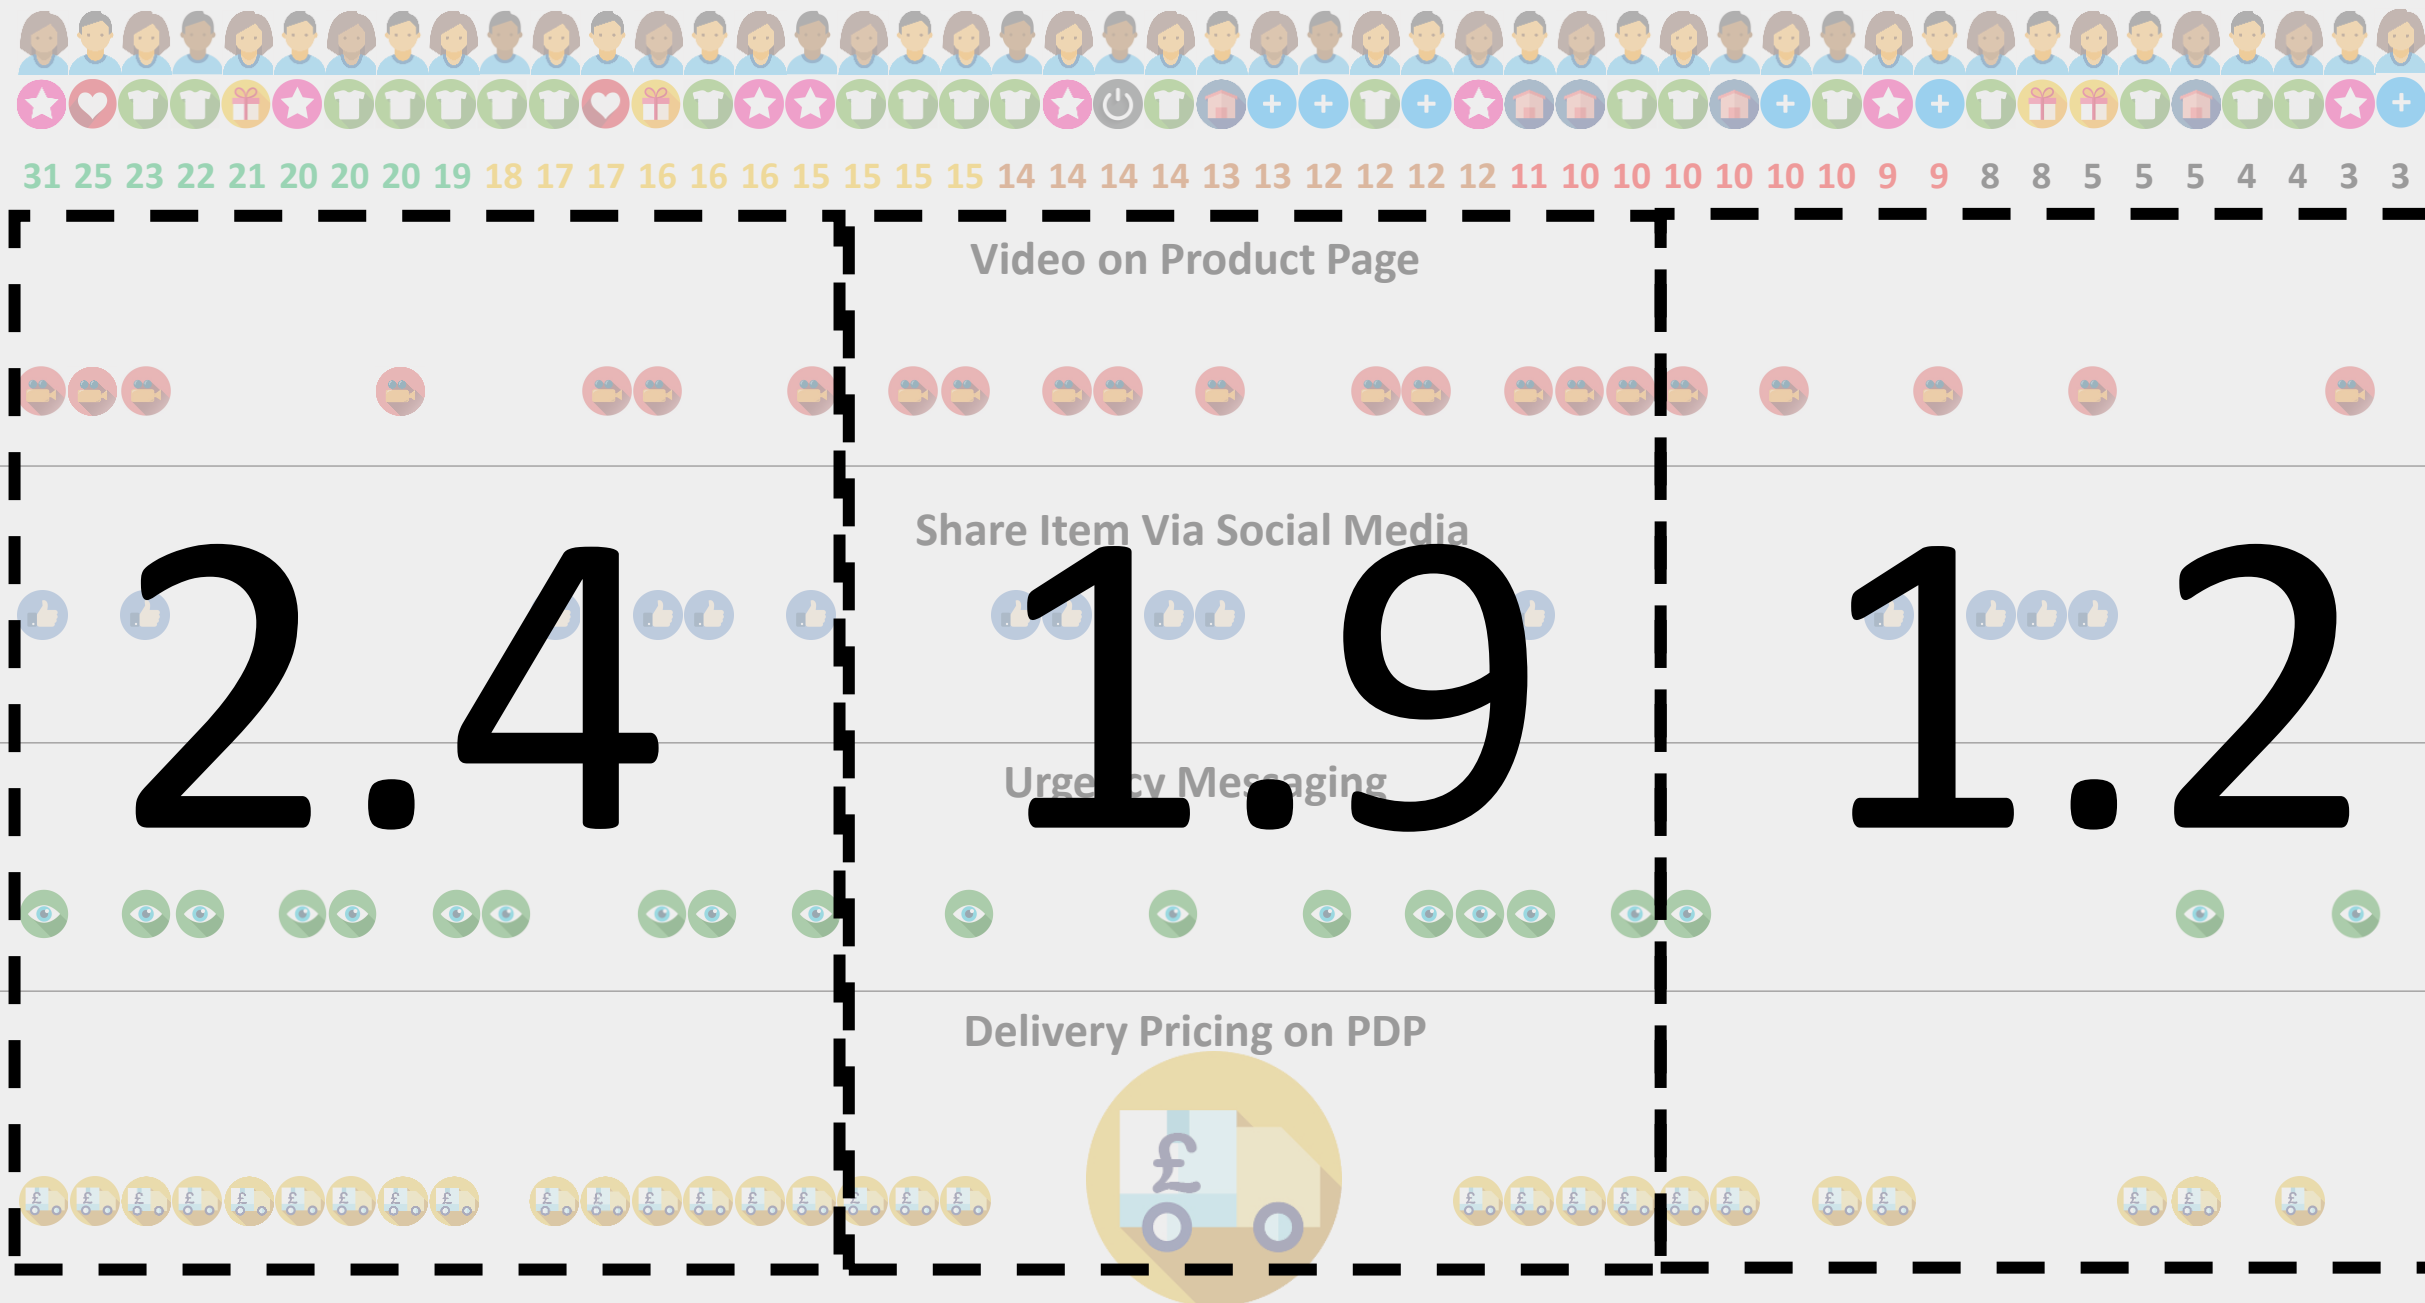 31 25 23 22 21 20 20 20 19 18 17 17 16 16 16 15 15 15 15 14 14 14 14 13 13 12 12 12 12 11 10 10 10 10 10 10 9 9 8 8 5 5 5 4 4 3 3
Video on Product Page
Share Item Via Social Media
2.4 1.9 1.2
Urgency Messaging
Delivery Pricing on PDP
£
£ £ £ £ £ £ £ £ £ £ £ £ £ £ £ £ £ £ £ £ £ £ £ £ £ £ £ £ £